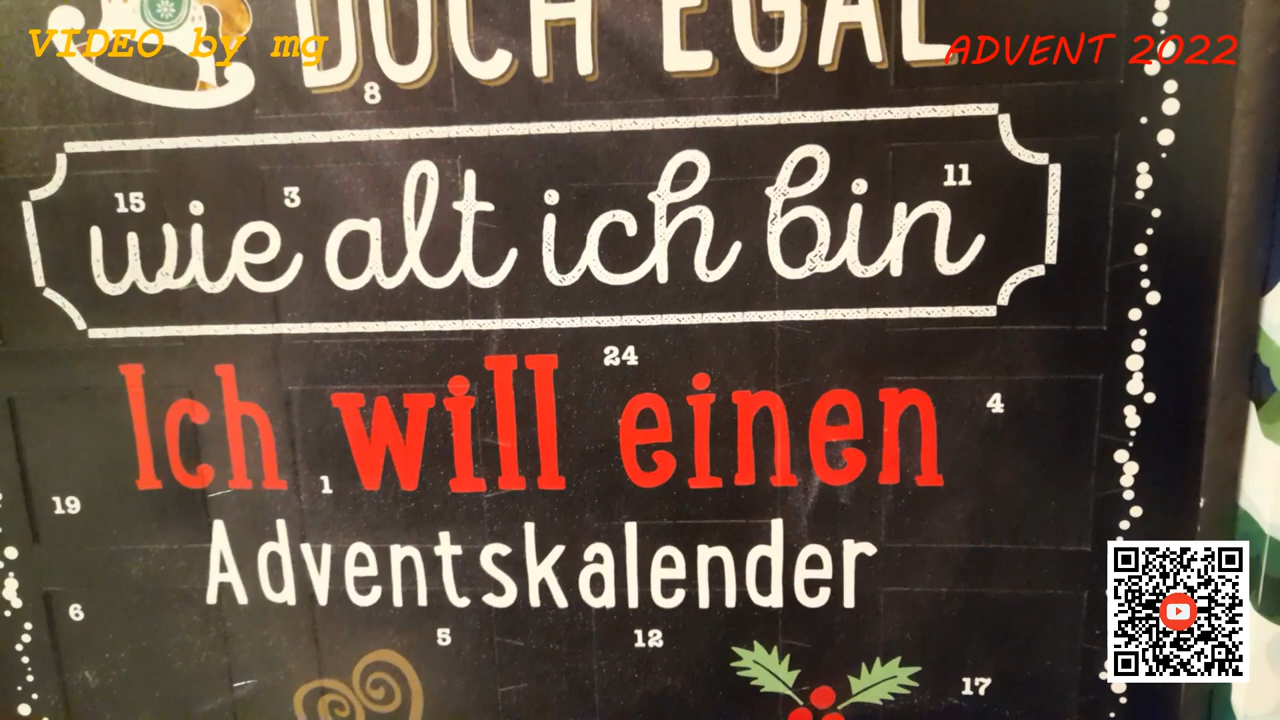 VIDEO by mg
ADVENT 2022
DOCH EGAL
8
15
3
11
wie alt ich bin
24
Ich will einen
4
1
19
Adventskalender
6
5
12
17